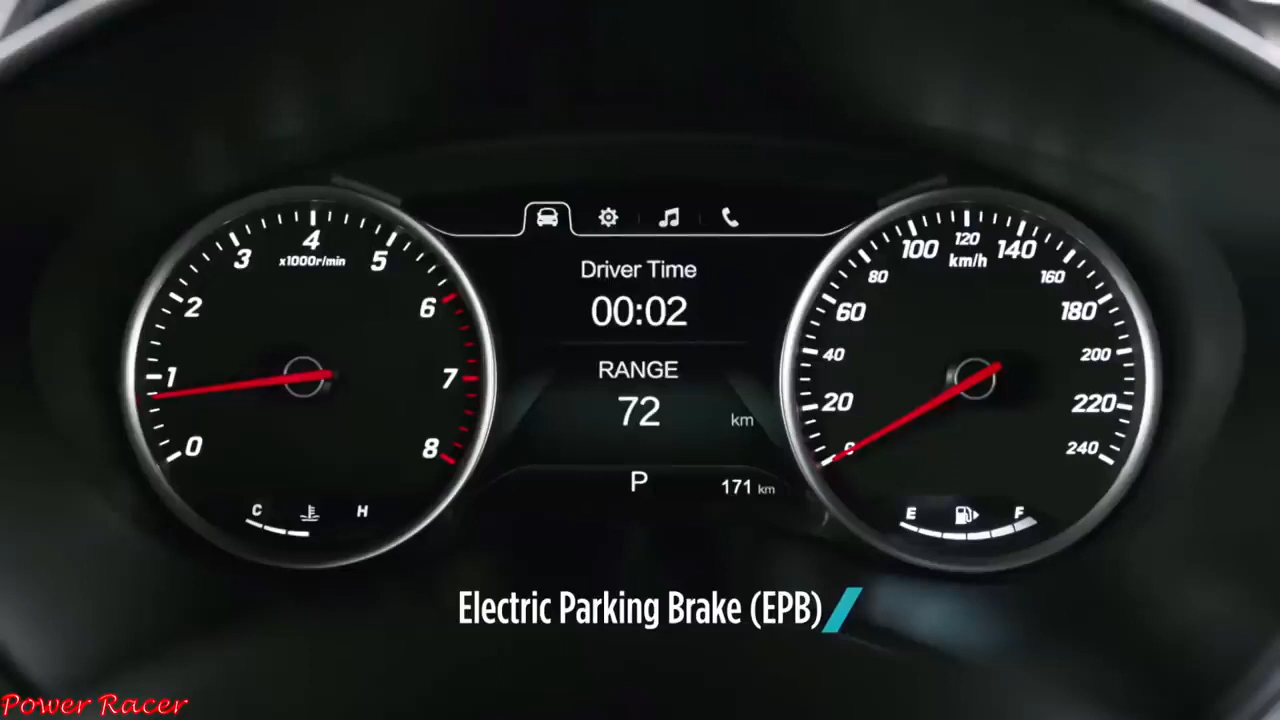 0
1
2
3
4
5
6
7
8
x1000r/min
C
H
Driver Time
00:02
RANGE
72 km
P
171 km
0
20
40
60
80
100
120
140
160
180
200
220
240
km/h
E
F
Electric Parking Brake (EPB)
Power Racer